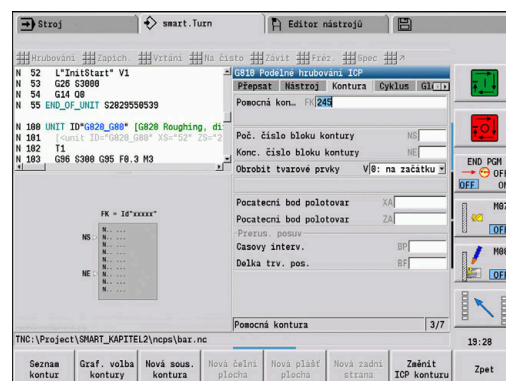 Stroj
smart.Turn
Editor nástrojů
Hrubování Zapich. Vrtání Na čisto Závit Fréz. Spec
N 52 L"InitStart" V1
N 53 G26 S3000
N 54 G14 Q0
N 55 END_OF_UNIT S2829550539
N 100 UNIT ID"G820_G80" [G820 Roughing, di
N 101 [<unit ID="G820_G80" XS="52" ZS="2
N 102 T1
N 103 G96 S300 G95 F0.3 M3
G810 Podelné hrubování ICP
Přepsat Nástroj Kontura Cyklus
Pomocná kon… FK 245
Poč. číslo bloku kontury NS
Konc. číslo bloku kontury NE
Obrobit tvarové prvky V 0: na začátku
Pocatecni bod polotovar XA
Pocatecni bod polotovar ZA
Prerus. posuv
Casovy interv. BP
Delka trv. pos. BF
Pomocná kontura 3/7
FK = Id"xxxxx"
NS
NE
N.. ...
N.. ...
N.. ...
N.. ...
N.. ...
N.. ...
N.. ...
TNC:\Project\SMART_KAPITEL2\ncps\bar.nc
END PGM
OFF
OFF ON
M07
OFF
M08
OFF
19:28
Seznam kontur
Graf. volba kontury
Nová sous. kontura
Nová čelní plocha
Nová plášť plocha
Nová zadní strana
Změnit ICP konturu
Zpet